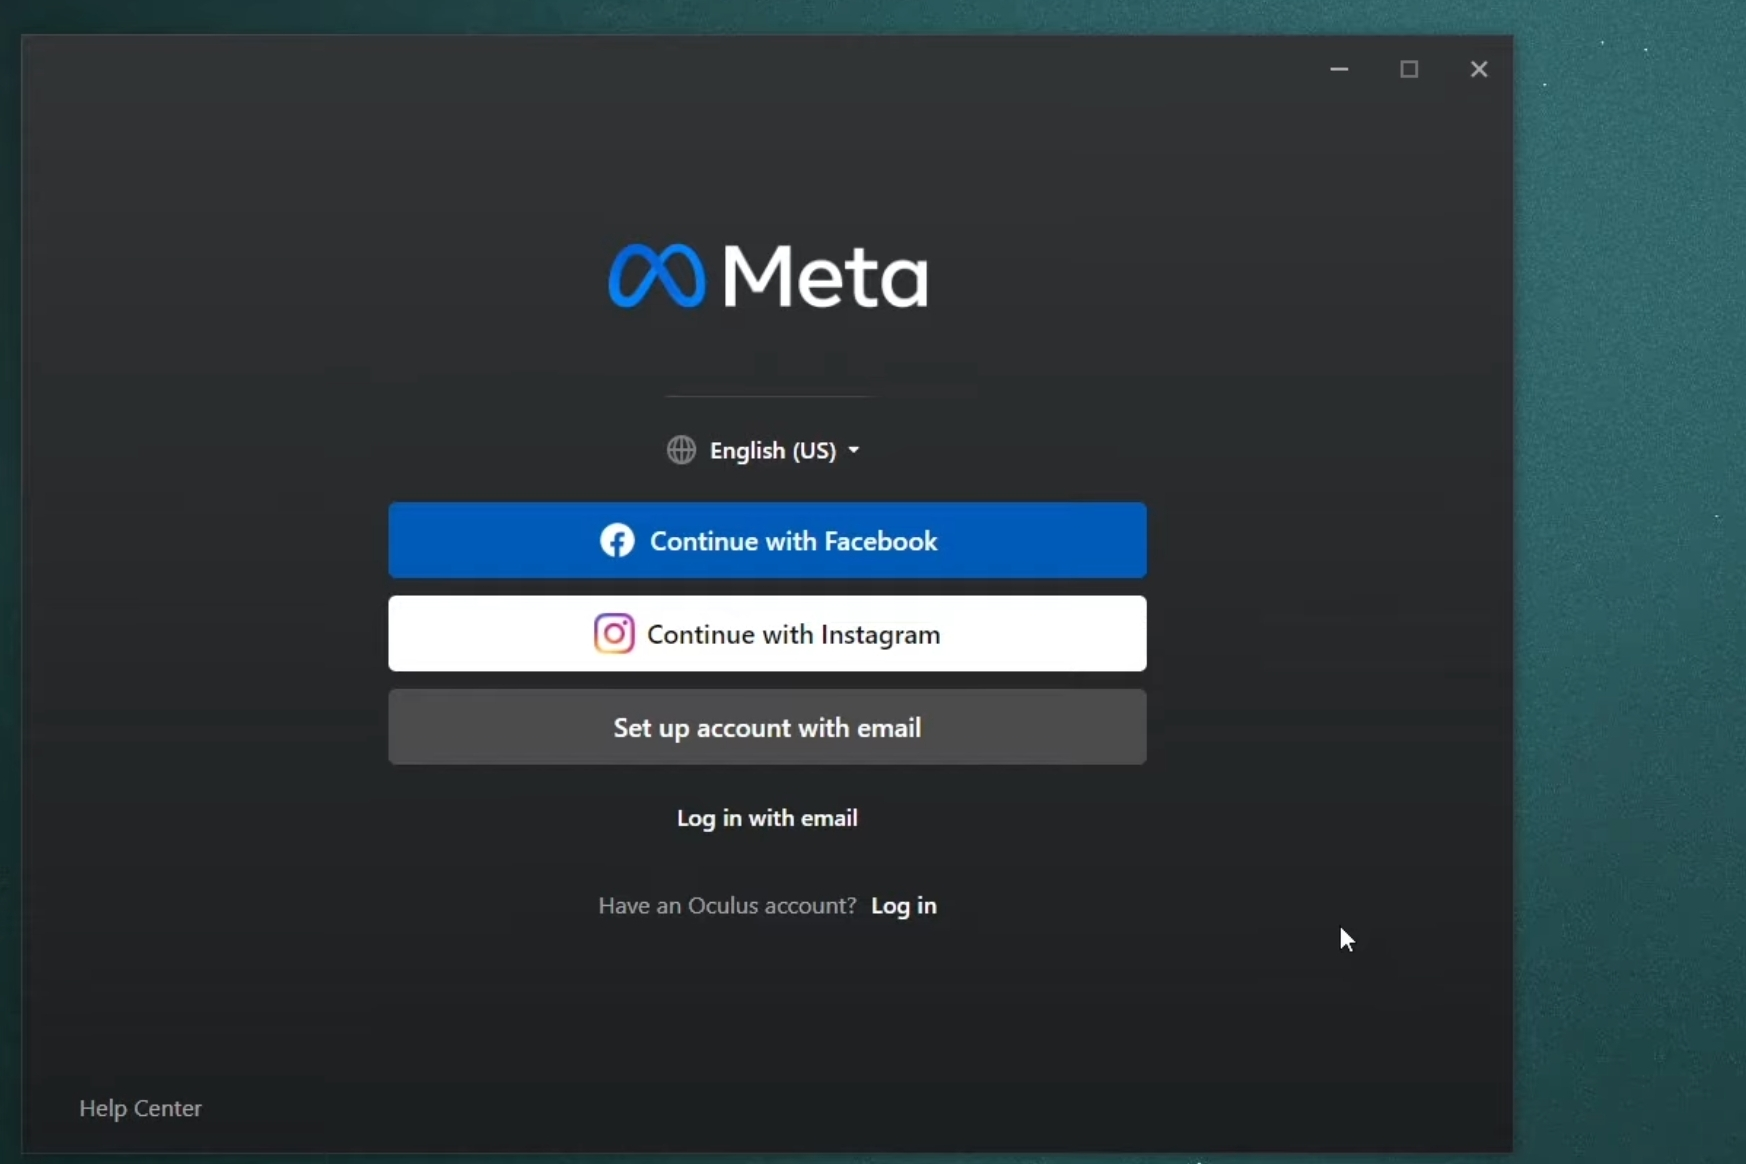 Meta
English (US)
Continue with Facebook
Continue with Instagram
Set up account with email
Log in with email
Have an Oculus account? Log in
Help Center